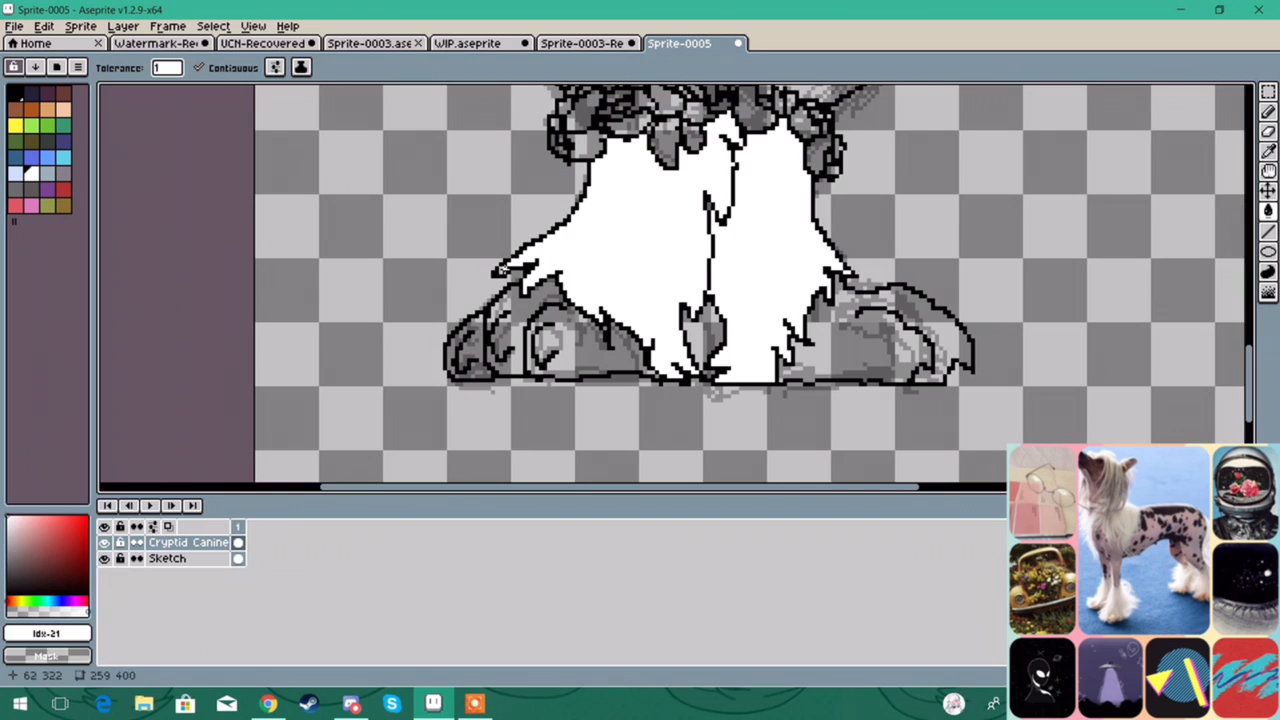 Sprite-0005 - Aseprite v1.2.9-x64
File Edit Sprite Layer Frame Select View Help
Home Watermark-Re UCN-Recovered Sprite-0003.ase WIP.aseprite Sprite-0003-Re Sprite-0005
Tolerance: 1 Contiguous
1
Cryptid Canine
Sketch
Idx-21
Mask
62 322 259 400